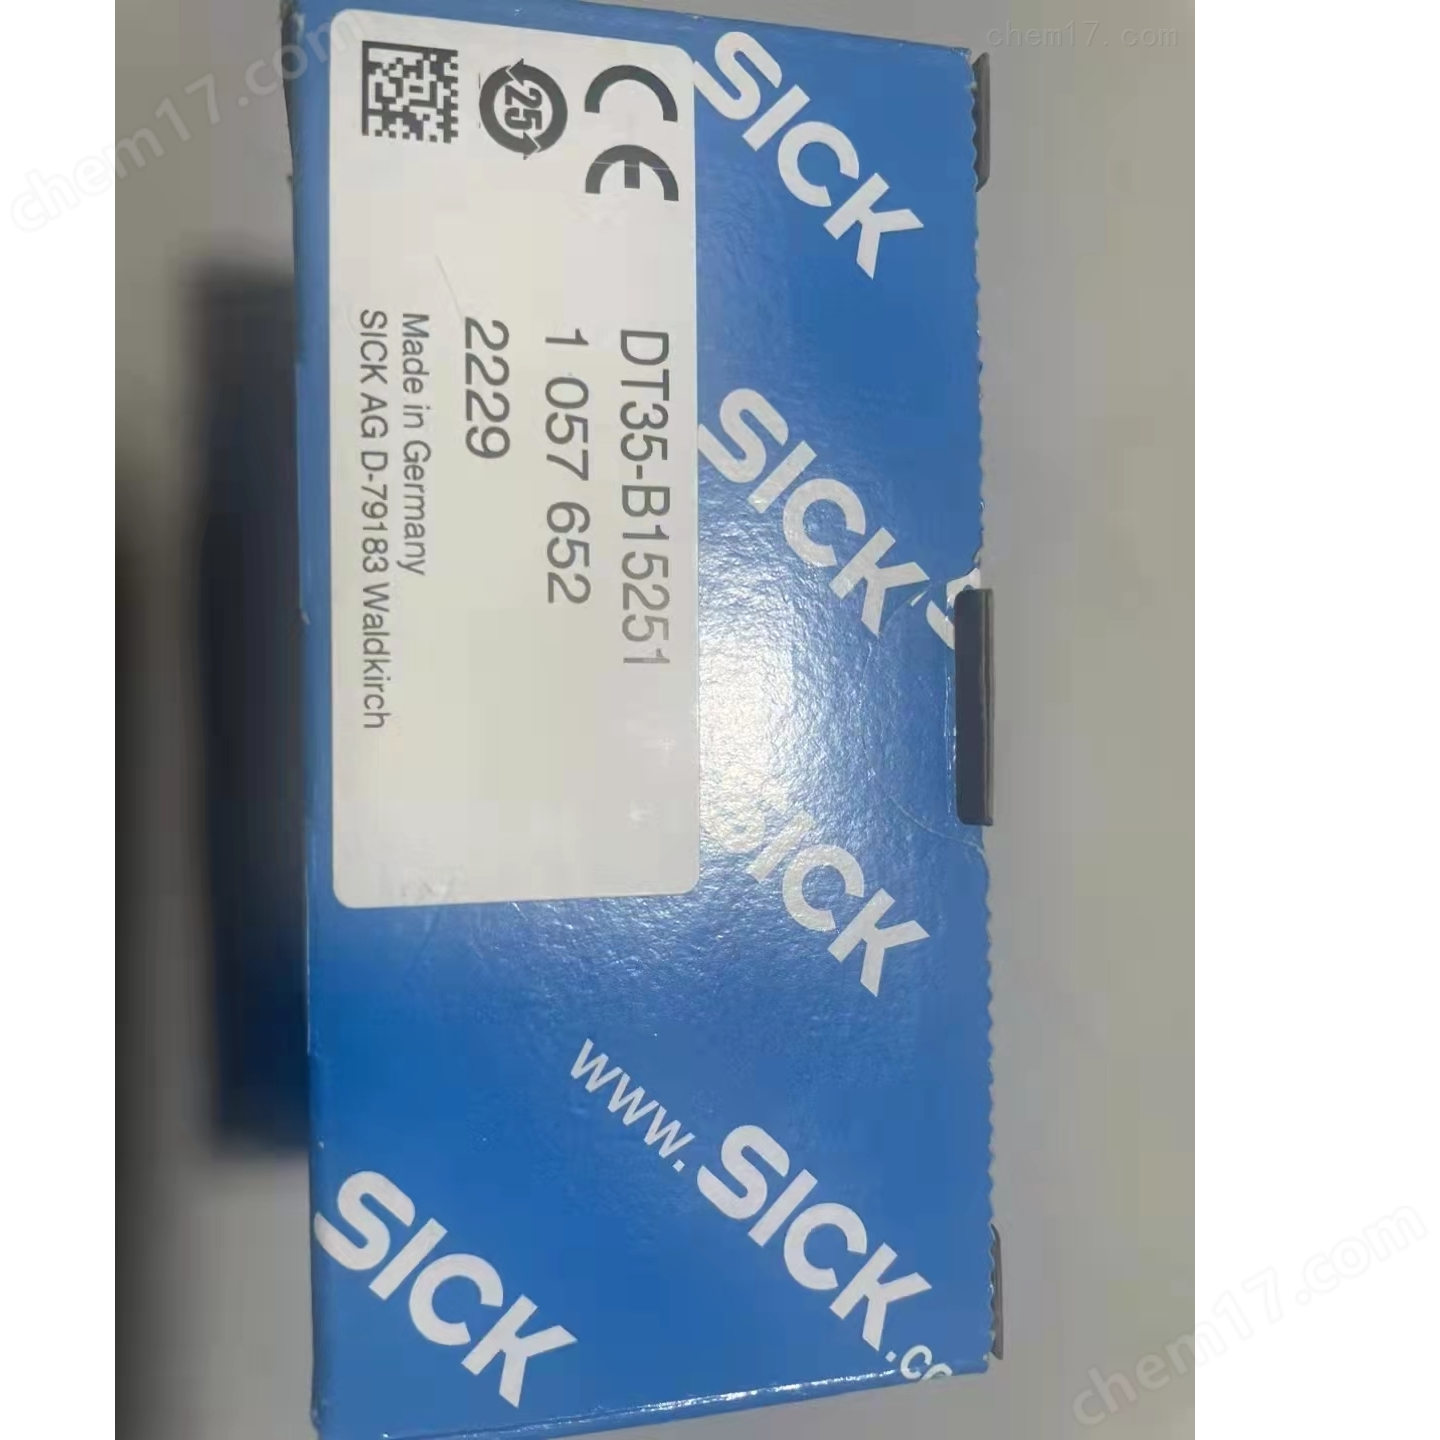 chem17.com
chem17.com
SICK
CE
25
DT35-B15251
1 057 652
2229
Made in Germany
SICK AG D-79183 Waldkirch
SICK
SICK
www.SICK.co
SICK
chem17.com